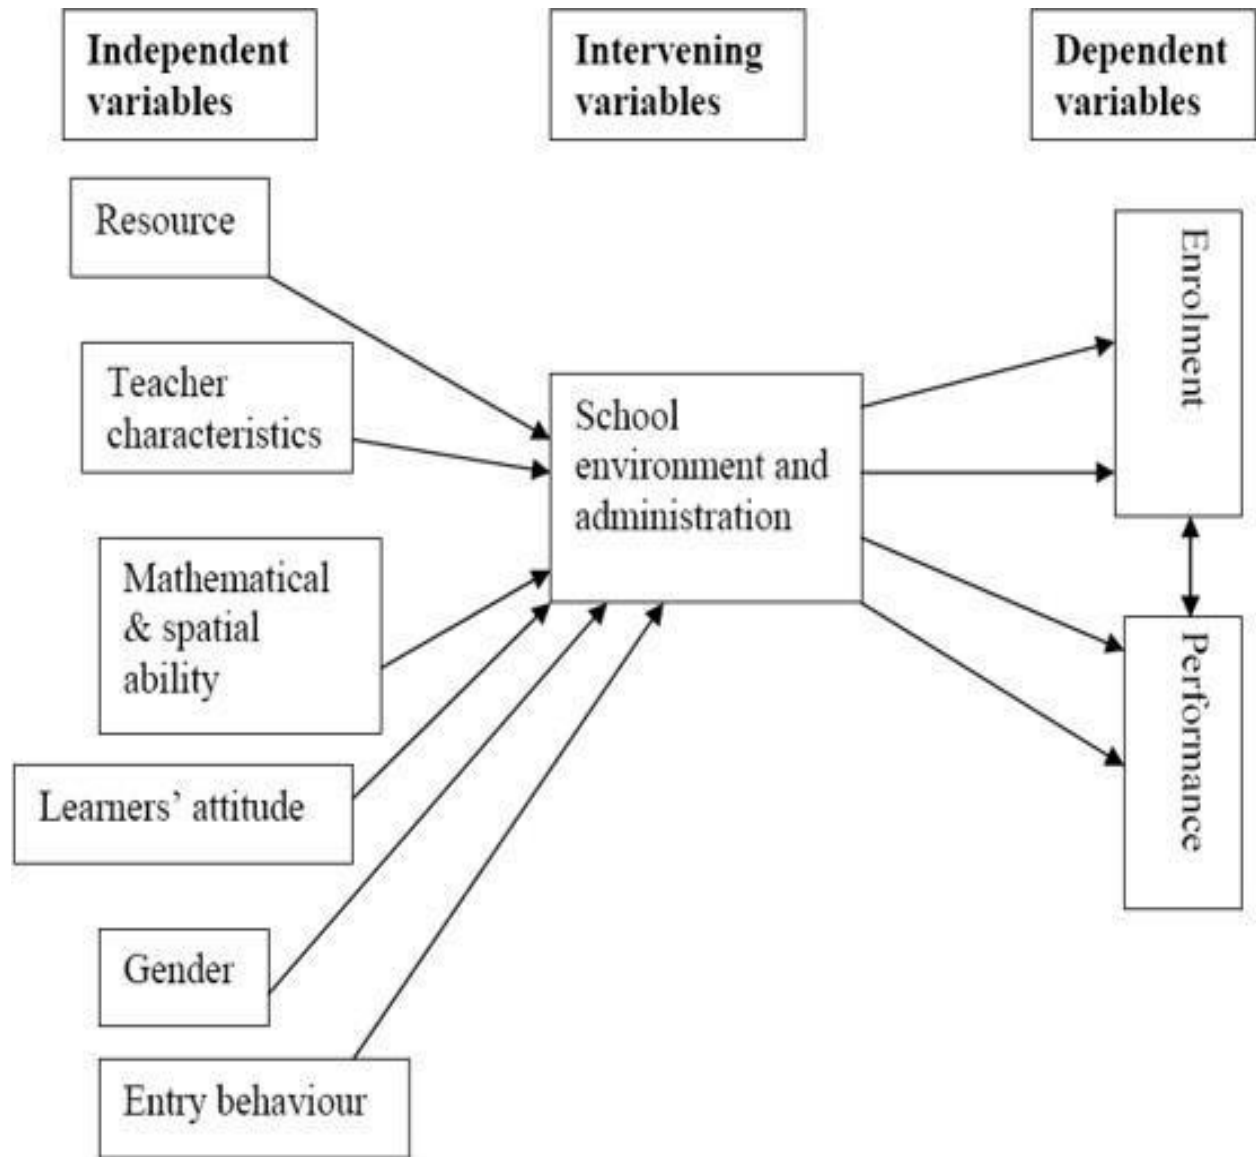 Independent
variables
Intervening
variables
Dependent
variables
Resource
Teacher
characteristics
Mathematical
& spatial
ability
Learners’ attitude
Gender
Entry behaviour
School
environment and
administration
Enrolment
Performance